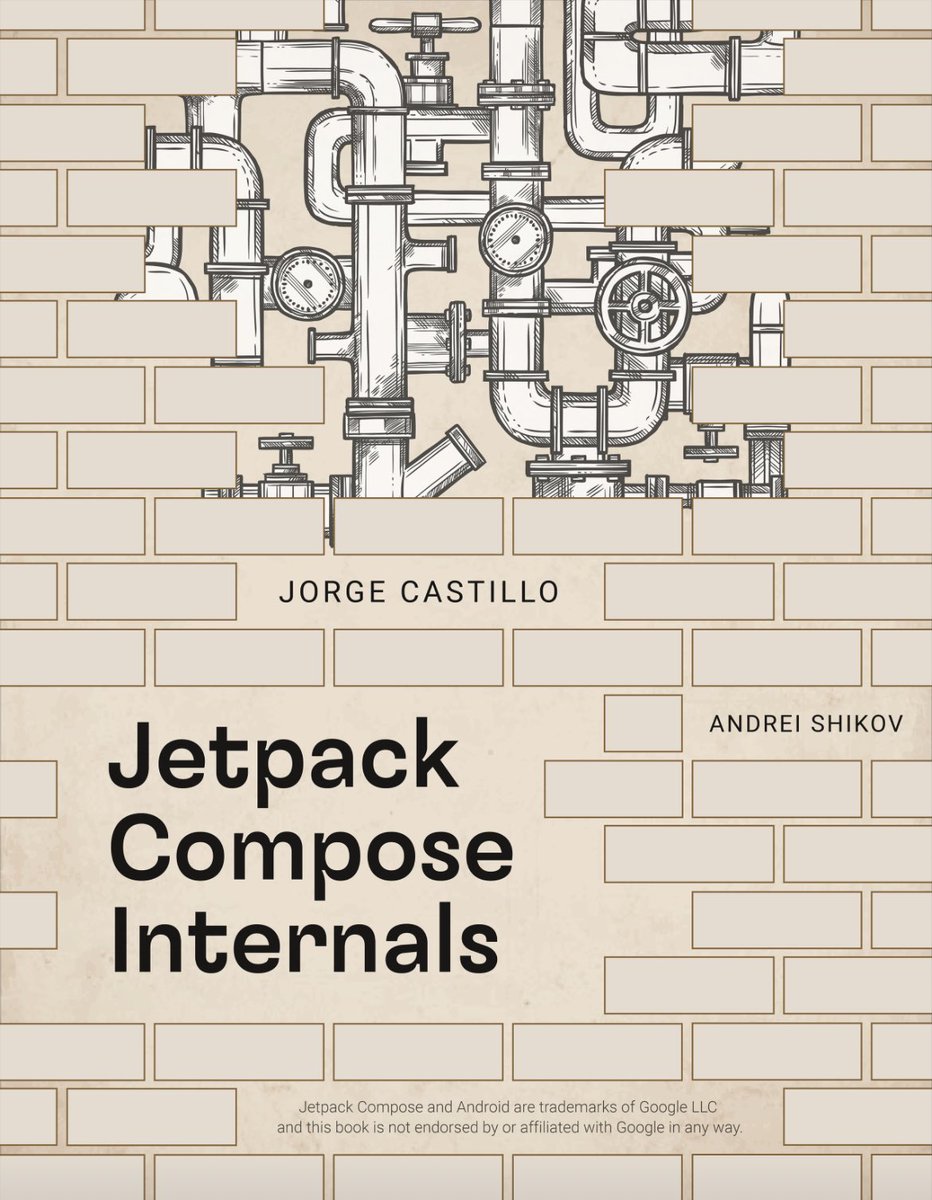 JORGE CASTILLO
ANDREI SHIKOV
Jetpack
Compose
Internals
Jetpack Compose and Android are trademarks of Google LLC
and this book is not endorsed by or affiliated with Google in any way.